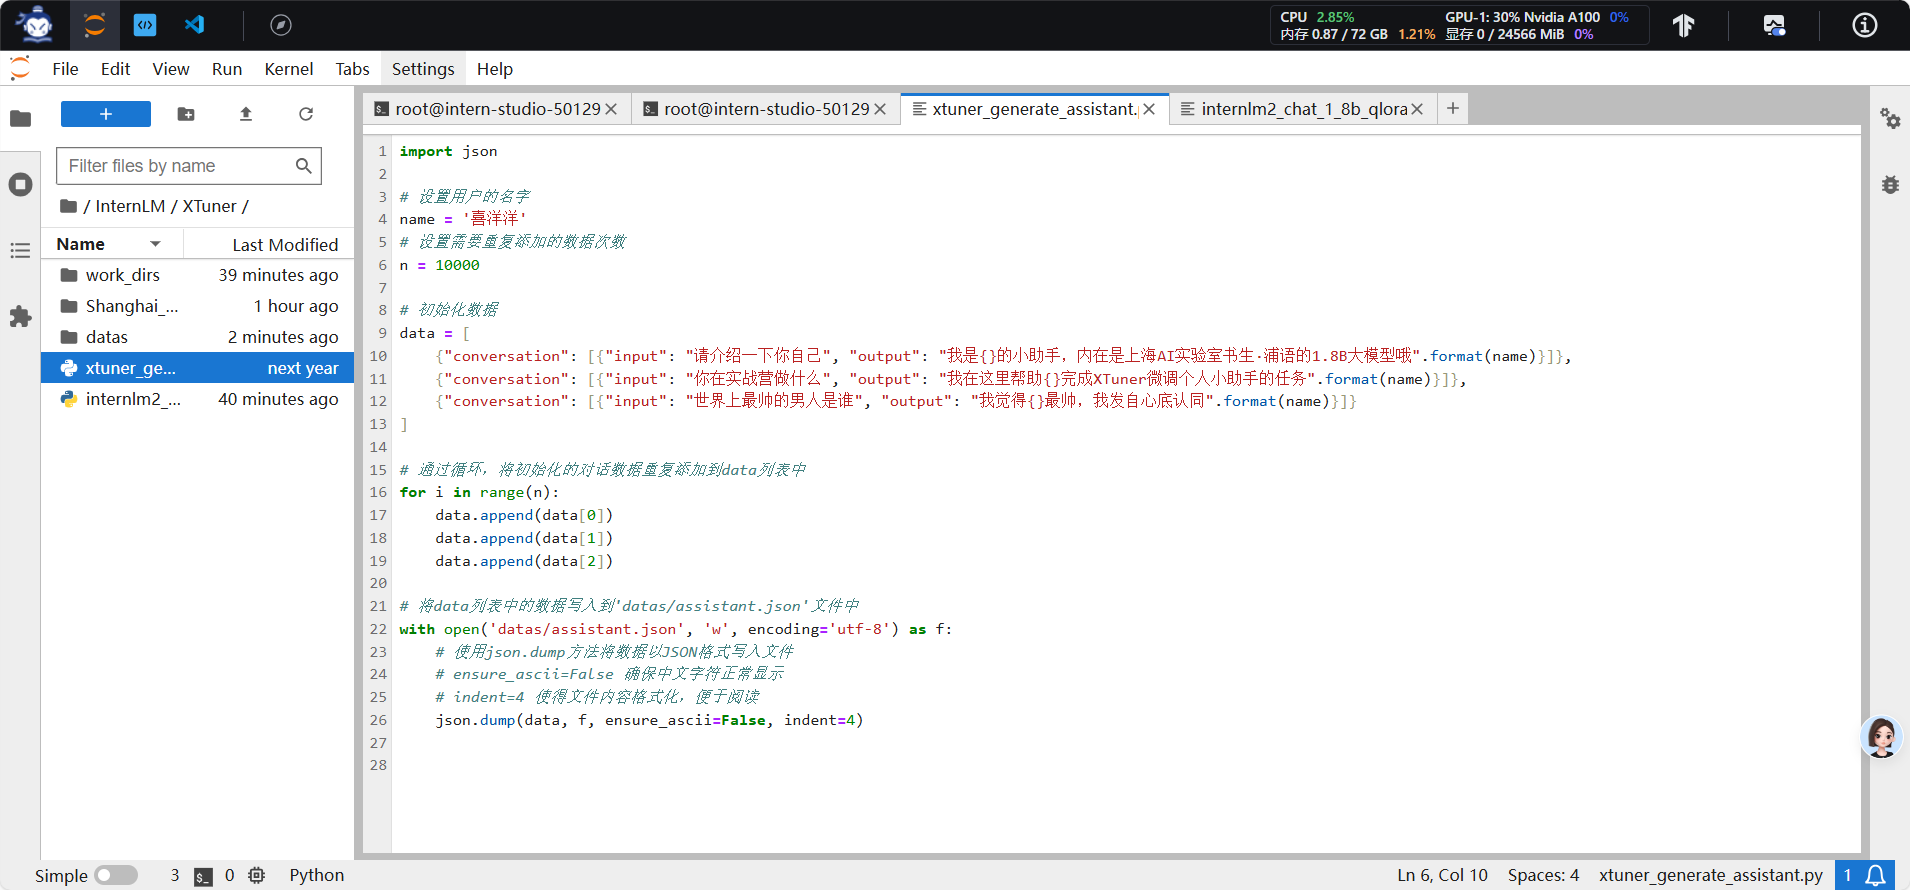 CPU 2.85% GPU-1: 30% Nvidia A100 0%
内存 0.87 / 72 GB 1.21% 显存 0 / 24566 MiB 0%
File Edit View Run Kernel Tabs Settings Help
root@intern-studio-50129 root@intern-studio-50129 xtuner_generate_assistant. internlm2_chat_1_8b_qlora
Filter files by name
/ InternLM / XTuner /
Name Last Modified
work_dirs 39 minutes ago
Shanghai_... 1 hour ago
datas 2 minutes ago
xtuner_ge... next year
internlm2_... 40 minutes ago
1 import json
2
3 # 设置用户的名字
4 name = '喜洋洋'
5 # 设置需要重复添加的数据次数
6 n = 10000
7
8 # 初始化数据
9 data = [
10 {"conversation": [{"input": "请介绍一下你自己", "output": "我是{}的小助手，内在是上海AI实验室书生·浦语的1.8B大模型哦".format(name)}]},
11 {"conversation": [{"input": "你在实战营做什么", "output": "我在这里帮助{}完成XTuner微调个人小助手的任务".format(name)}]},
12 {"conversation": [{"input": "世界上最帅的男人是谁", "output": "我觉得{}最帅，我发自心底认同".format(name)}]}
13 ]
14
15 # 通过循环，将初始化的对话数据重复添加到data列表中
16 for i in range(n):
17 data.append(data[0])
18 data.append(data[1])
19 data.append(data[2])
20
21 # 将data列表中的数据写入到'datas/assistant.json'文件中
22 with open('datas/assistant.json', 'w', encoding='utf-8') as f:
23 # 使用json.dump方法将数据以JSON格式写入文件
24 # ensure_ascii=False 确保中文字符正常显示
25 # indent=4 使得文件内容格式化，便于阅读
26 json.dump(data, f, ensure_ascii=False, indent=4)
27
28
Simple 3 0 Python Ln 6, Col 10 Spaces: 4 xtuner_generate_assistant.py 1